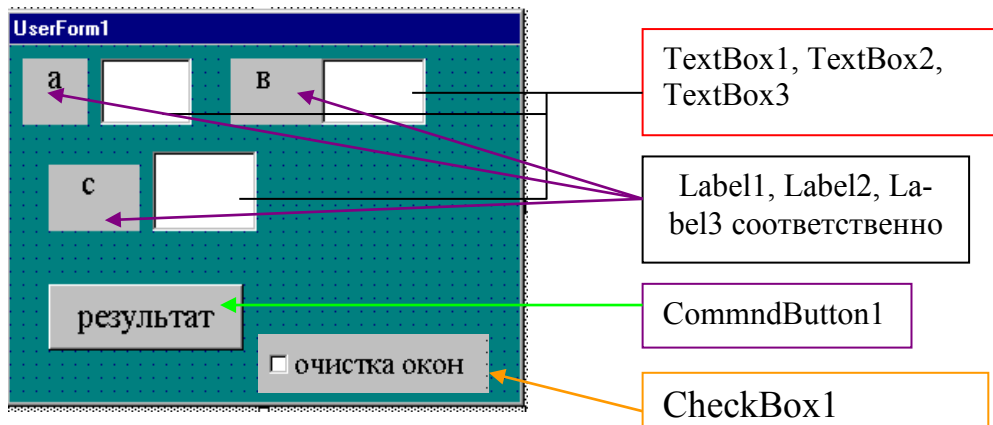 UserForm1
а
в
TextBox1, TextBox2,
TextBox3
с
Label1, Label2, La-
bel3 соответственно
результат
CommndButton1
очистка окон
CheckBox1